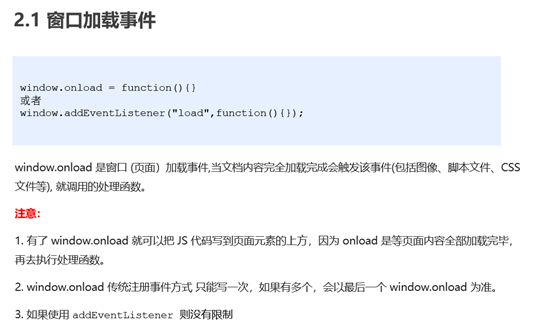 2.1 窗口加载事件
window.onload = function(){}
或者
window.addEventListener("load",function(){});
window.onload 是窗口 (页面）加载事件,当文档内容完全加载完成会触发该事件(包括图像、脚本文件、CSS
文件等), 就调用的处理函数。
注意：
1. 有了 window.onload 就可以把 JS 代码写到页面元素的上方，因为 onload 是等页面内容全部加载完毕，
再去执行处理函数。
2. window.onload 传统注册事件方式 只能写一次，如果有多个，会以最后一个 window.onload 为准。
3. 如果使用 addEventListener 则没有限制